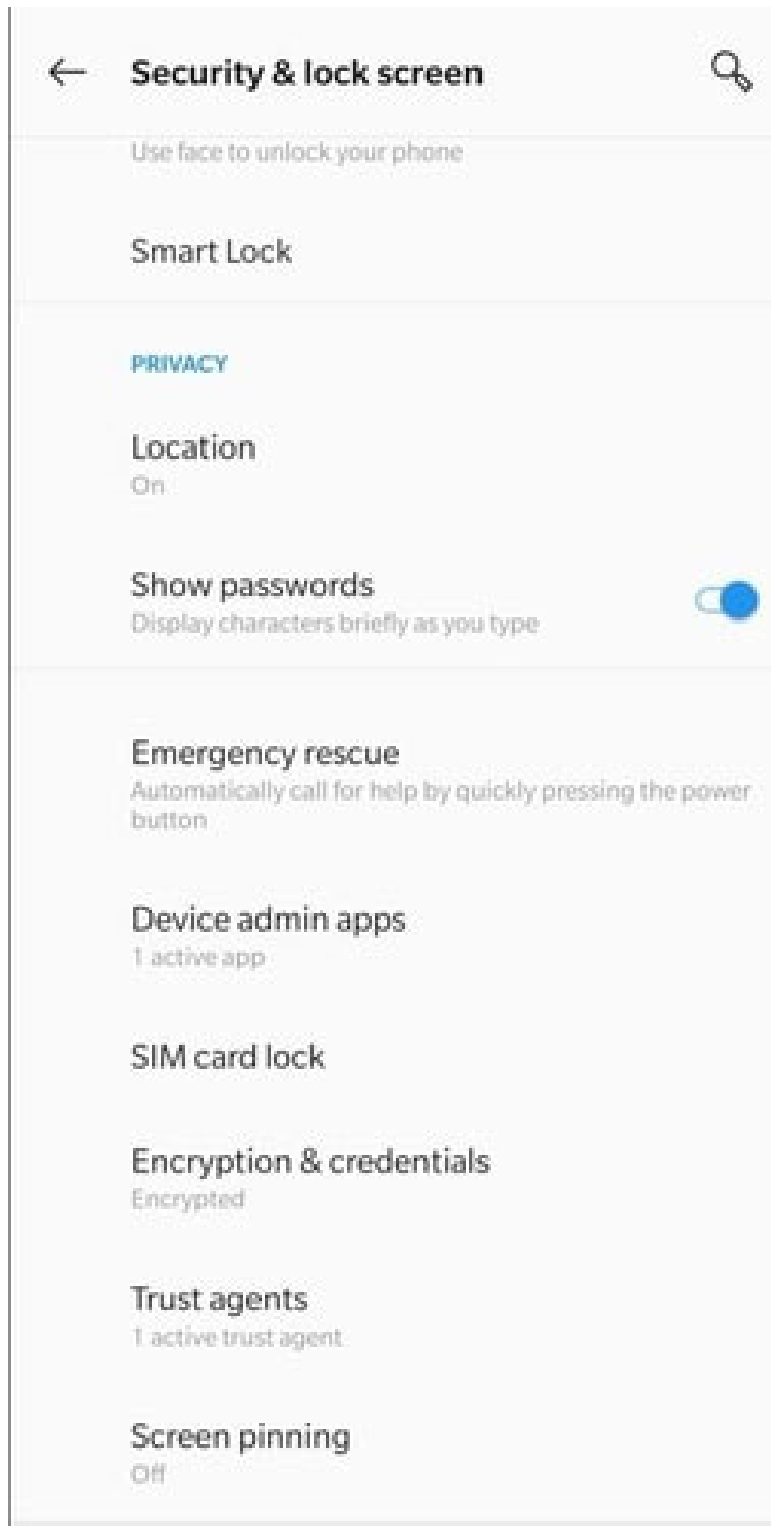 Security & lock screen
Use face to unlock your phone
Smart Lock
PRIVACY
Location
On
Show passwords
Display characters briefly as you type
Emergency rescue
Automatically call for help by quickly pressing the power
button
Device admin apps
1 active app
SIM card lock
Encryption & credentials
Encrypted
Trust agents
1 active trust agent
Screen pinning
Off